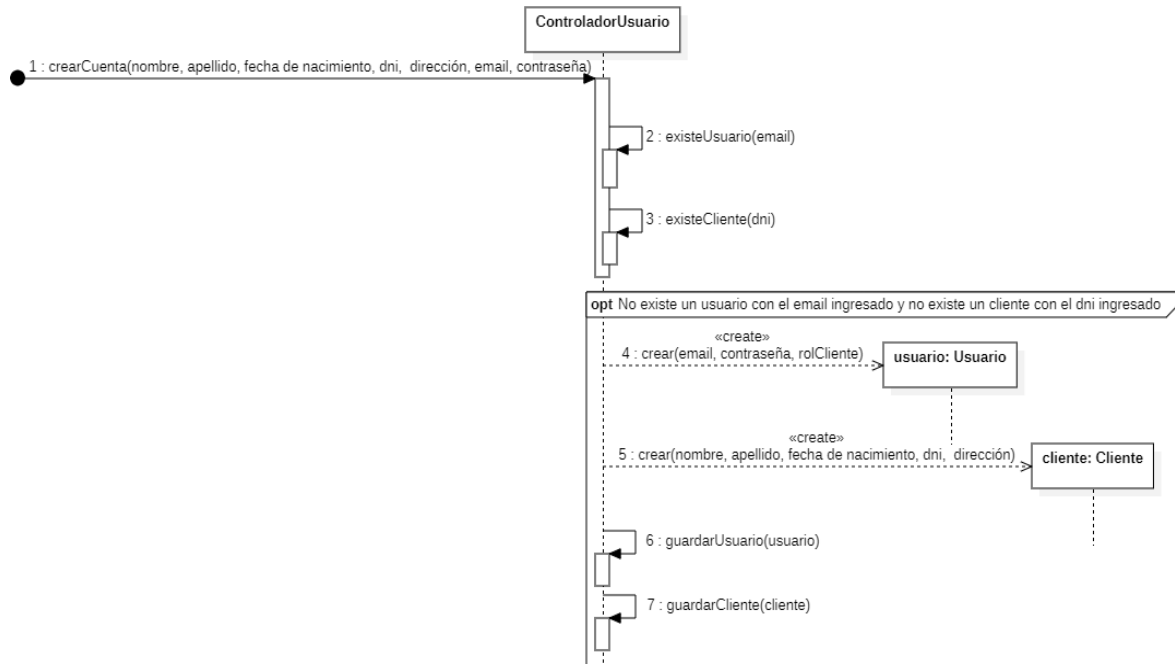 ControladorUsuario
1 : crearCuenta(nombre, apellido, fecha de nacimiento, dni,  dirección, email, contraseña)
2 : existeUsuario(email)
3 : existeCliente(dni)
opt No existe un usuario con el email ingresado y no existe un cliente con el dni ingresado
«create»
4 : crear(email, contraseña, rolCliente)
usuario: Usuario
«create»
5 : crear(nombre, apellido, fecha de nacimiento, dni,  dirección)
cliente: Cliente
6 : guardarUsuario(usuario)
7 : guardarCliente(cliente)